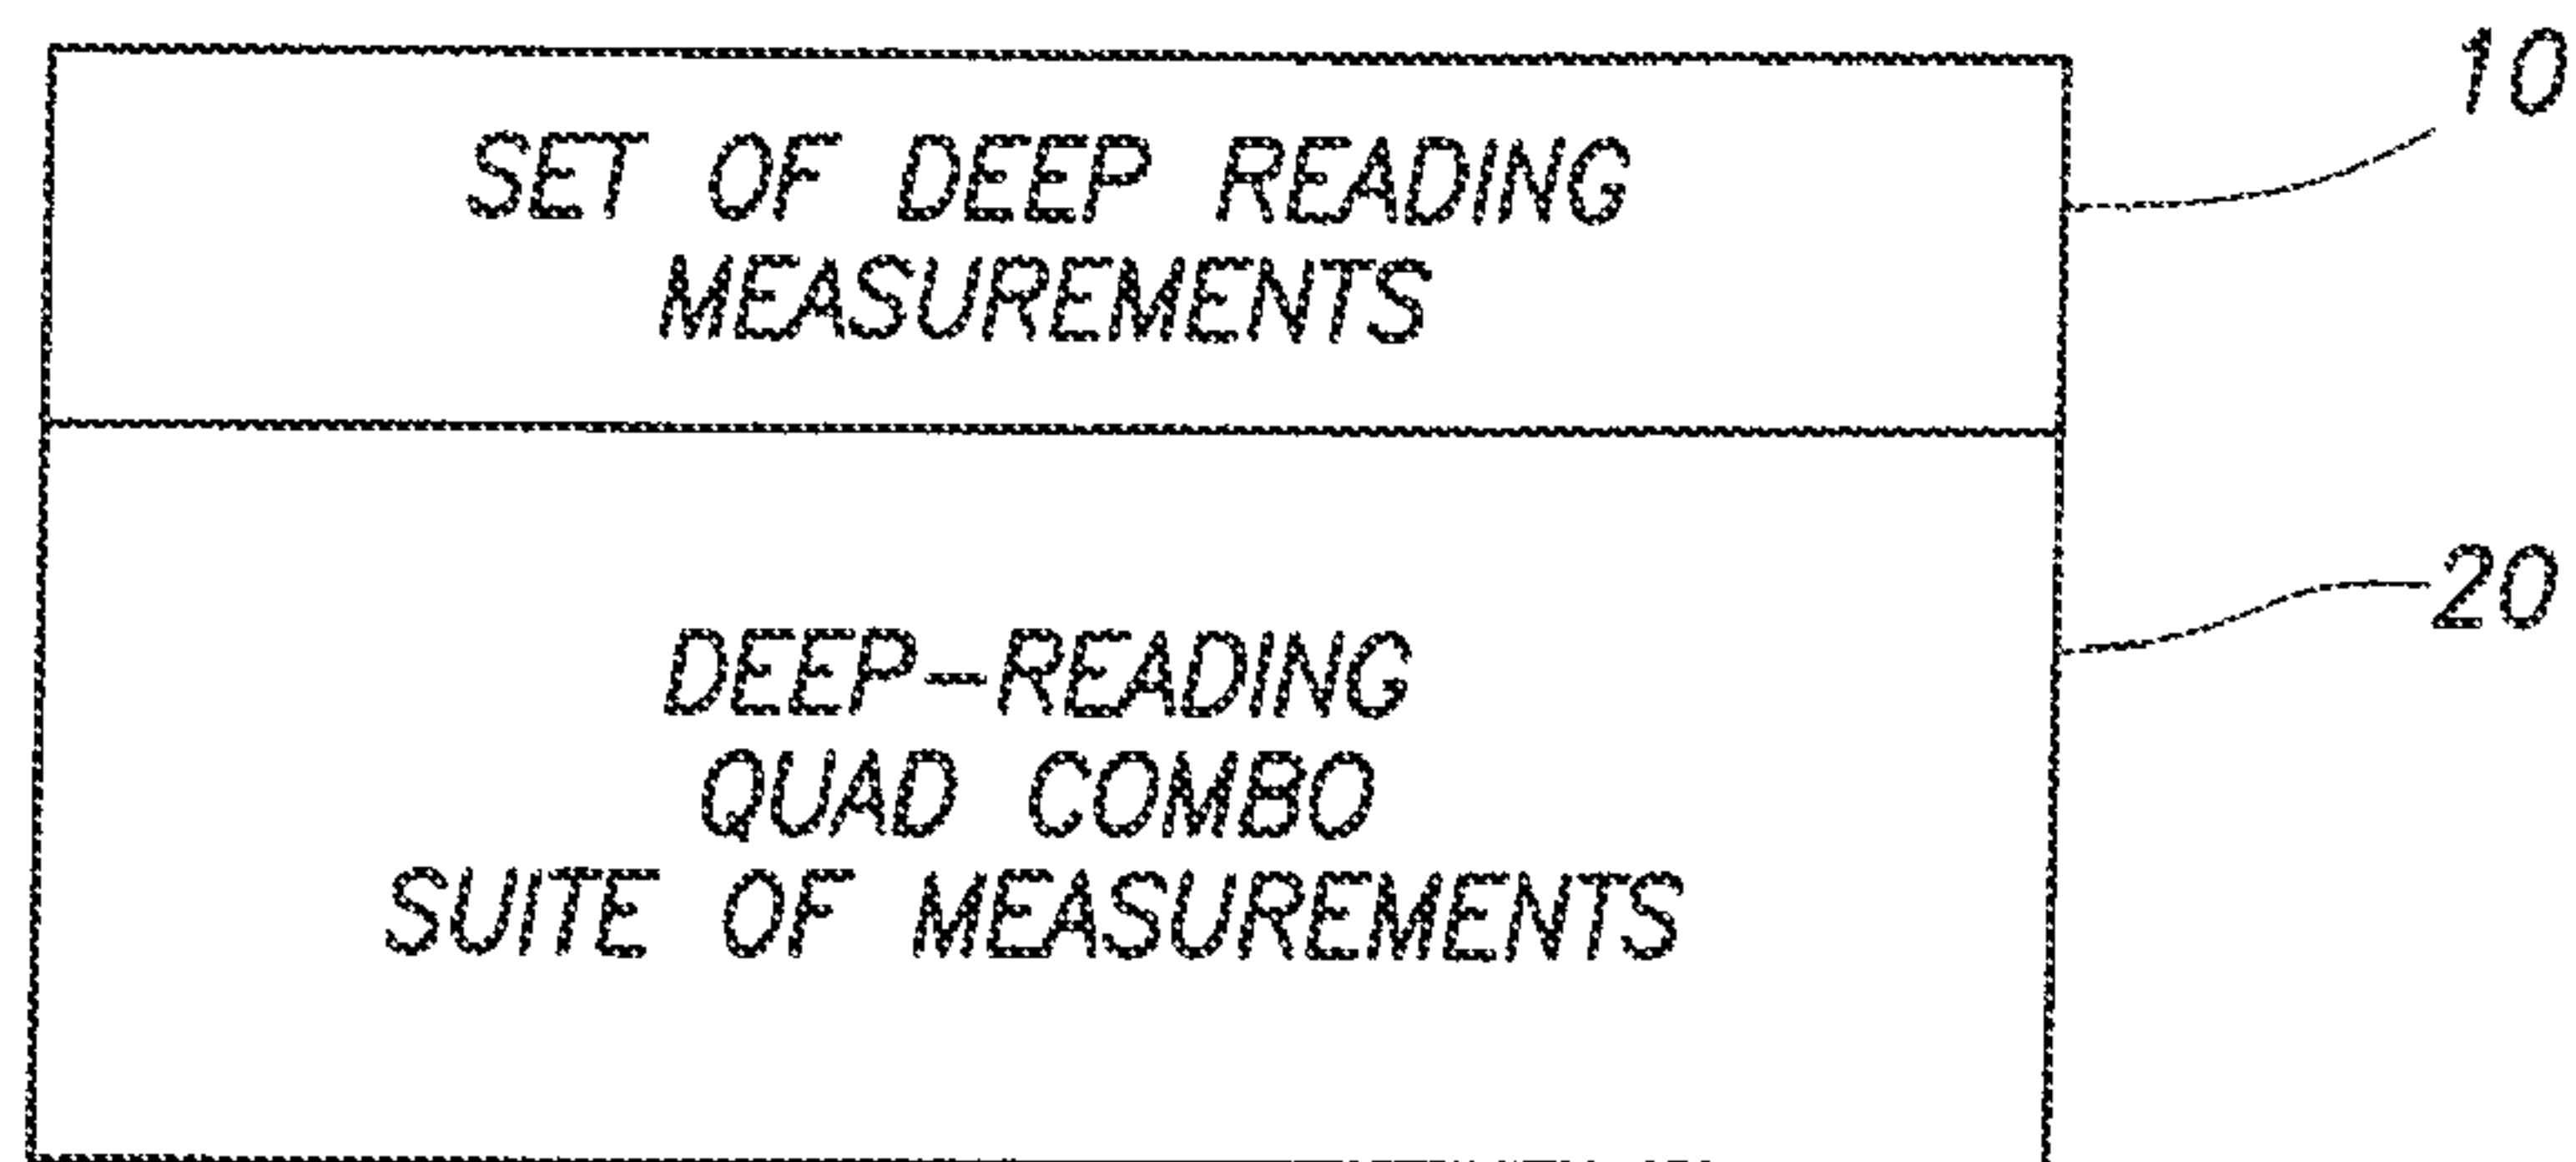 10
SET OF DEEP READING
MEASUREMENTS
20
DEEP-READING
QUAD COMBO
SUITE OF MEASUREMENTS